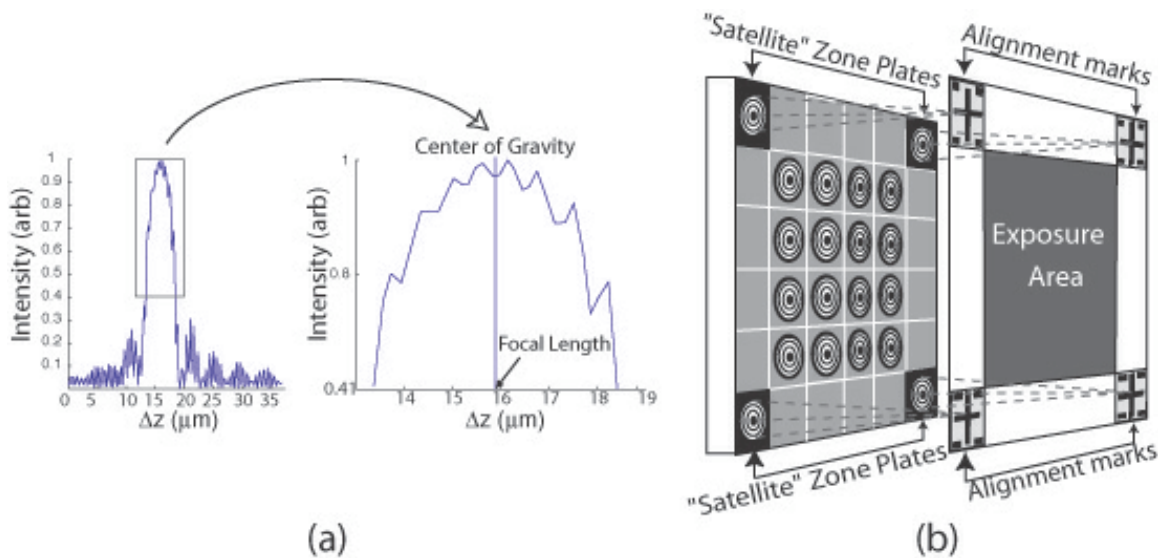 Intensity (arb)
1
0.9
0.8
0.7
0.6
0.5
0.4
0.3
0.2
0.1
0 5 10 15 20 25 30 35
Δz (μm)
Center of Gravity
Intensity (arb)
1
0.8
0.41
Focal Length
14 13 15 16 17 18 19
Δz (μm)
(a)
"Satellite" Zone Plates
Alignment marks
Exposure
Area
"Satellite" Zone Plates
Alignment marks
(b)